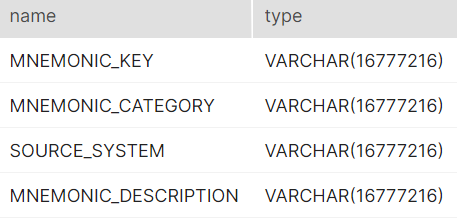 name type
MNEMONIC_KEY VARCHAR(16777216)
MNEMONIC_CATEGORY VARCHAR(16777216)
SOURCE_SYSTEM VARCHAR(16777216)
MNEMONIC_DESCRIPTION VARCHAR(16777216)